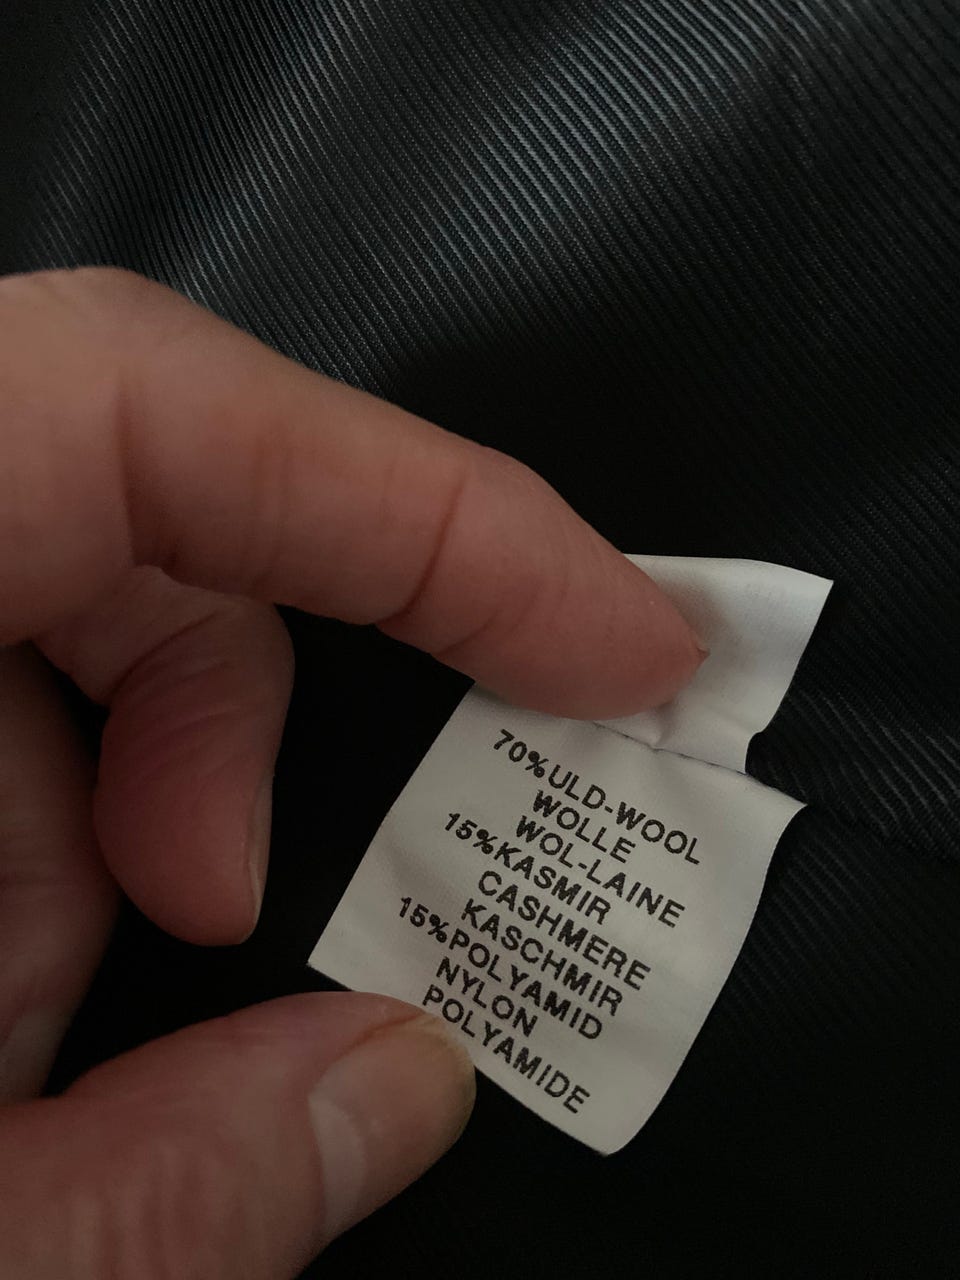 70%ULD-WOOL
WOLLE
WOL-LAINE
15%KASMIR
CASHMERE
KASCHMIR
15%POLYAMID
NYLON
POLYAMIDE